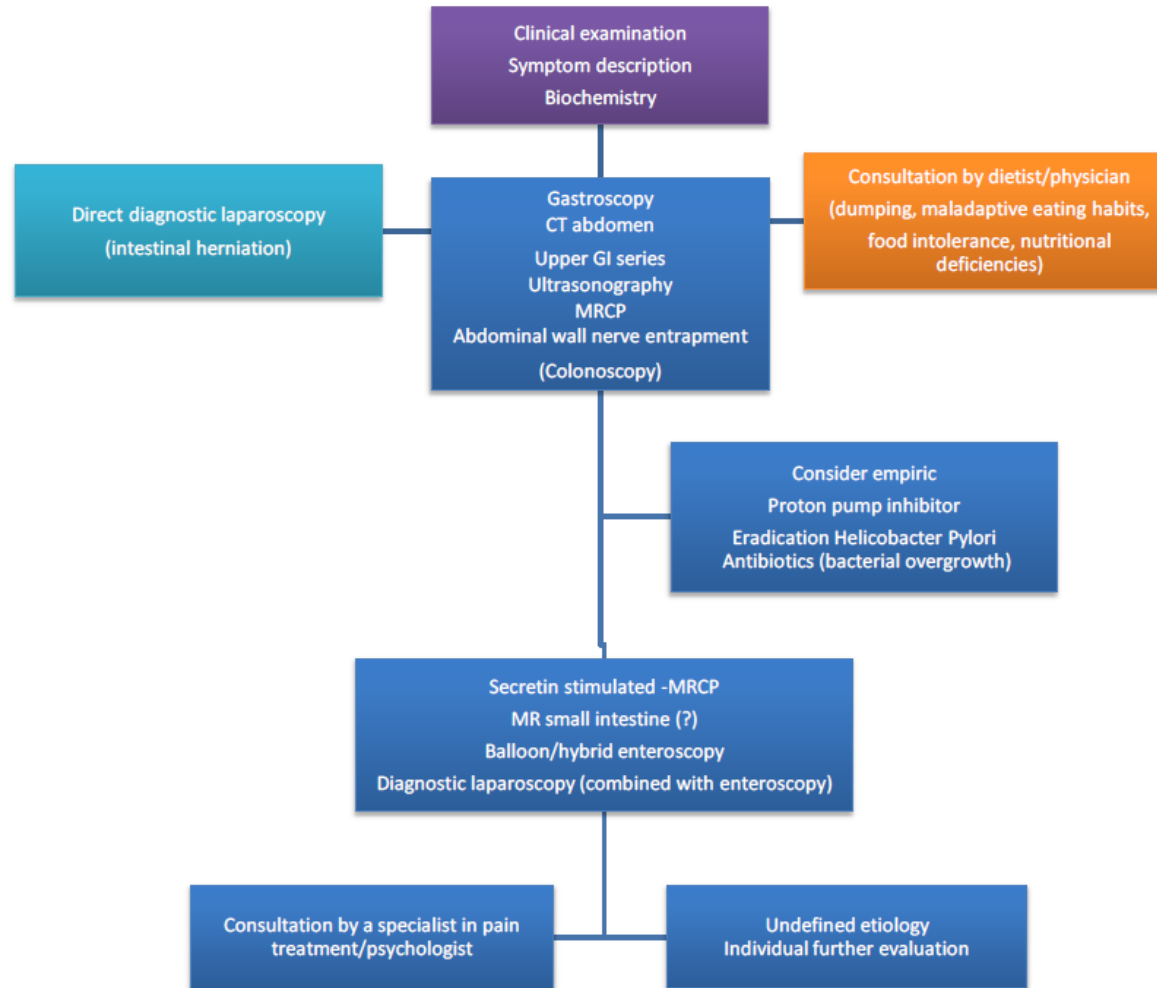 Clinical examination
Symptom description
Biochemistry
Direct diagnostic laparoscopy
(intestinal herniation)
Gastroscopy
CT abdomen
Upper GI series
Ultrasonography
MRCP
Abdominal wall nerve entrapment
(Colonoscopy)
Consultation by dietist/physician
(dumping, maladaptive eating habits,
food intolerance, nutritional
deficiencies)
Consider empiric
Proton pump inhibitor
Eradication Helicobacter Pylori
Antibiotics (bacterial overgrowth)
Secretin stimulated -MRCP
MR small intestine (?)
Balloon/hybrid enteroscopy
Diagnostic laparoscopy (combined with enteroscopy)
Consultation by a specialist in pain
treatment/psychologist
Undefined etiology
Individual further evaluation